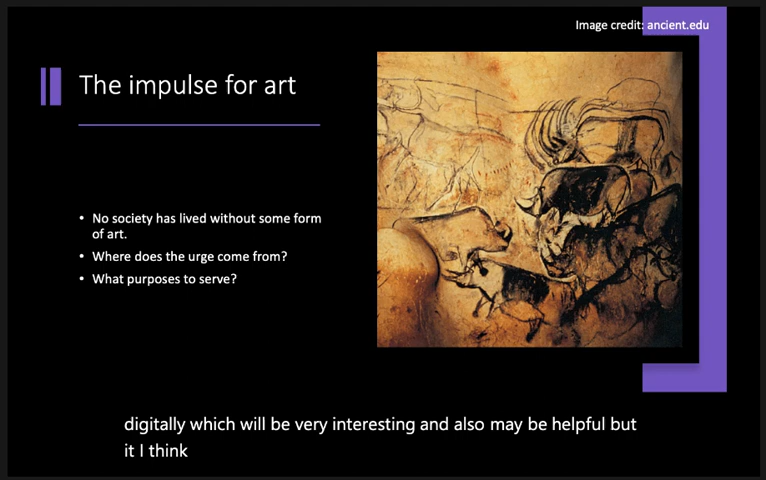 Image credit: ancient.edu
The impulse for art
• No society has lived without some form
of art.
• Where does the urge come from?
• What purposes to serve?
digitally which will be very interesting and also may be helpful but
it I think